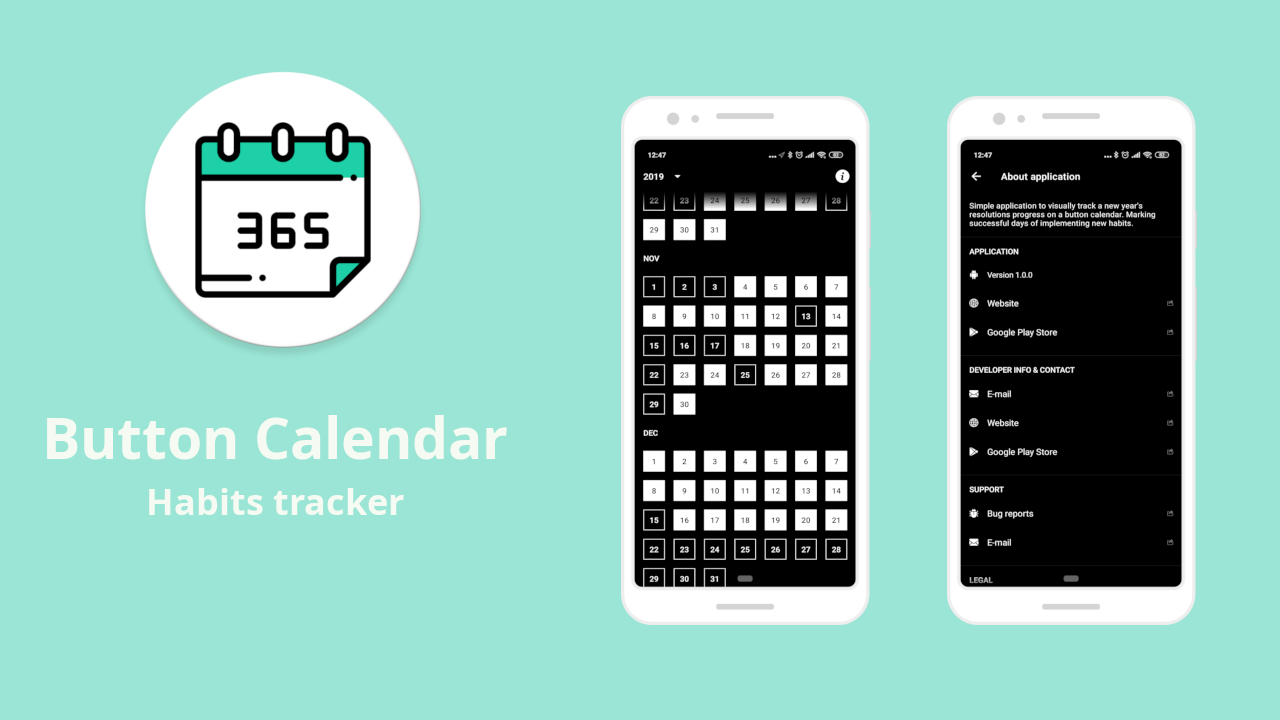 365
Button Calendar
Habits tracker
12:47
2019
22 23 24 25 26 27 28
29 30 31
NOV
1 2 3 4 5 6 7
8 9 10 11 12 13 14
15 16 17 18 19 20 21
22 23 24 25 26 27 28
29 30
DEC
1 2 3 4 5 6 7
8 9 10 11 12 13 14
15 16 17 18 19 20 21
22 23 24 25 26 27 28
29 30 31
12:47
About application
Simple application to visually track a new year's
resolutions progress on a button calendar. Marking
successful days of implementing new habits.
APPLICATION
Version 1.0.0
Website
Google Play Store
DEVELOPER INFO & CONTACT
E-mail
Website
Google Play Store
SUPPORT
Bug reports
E-mail
LEGAL